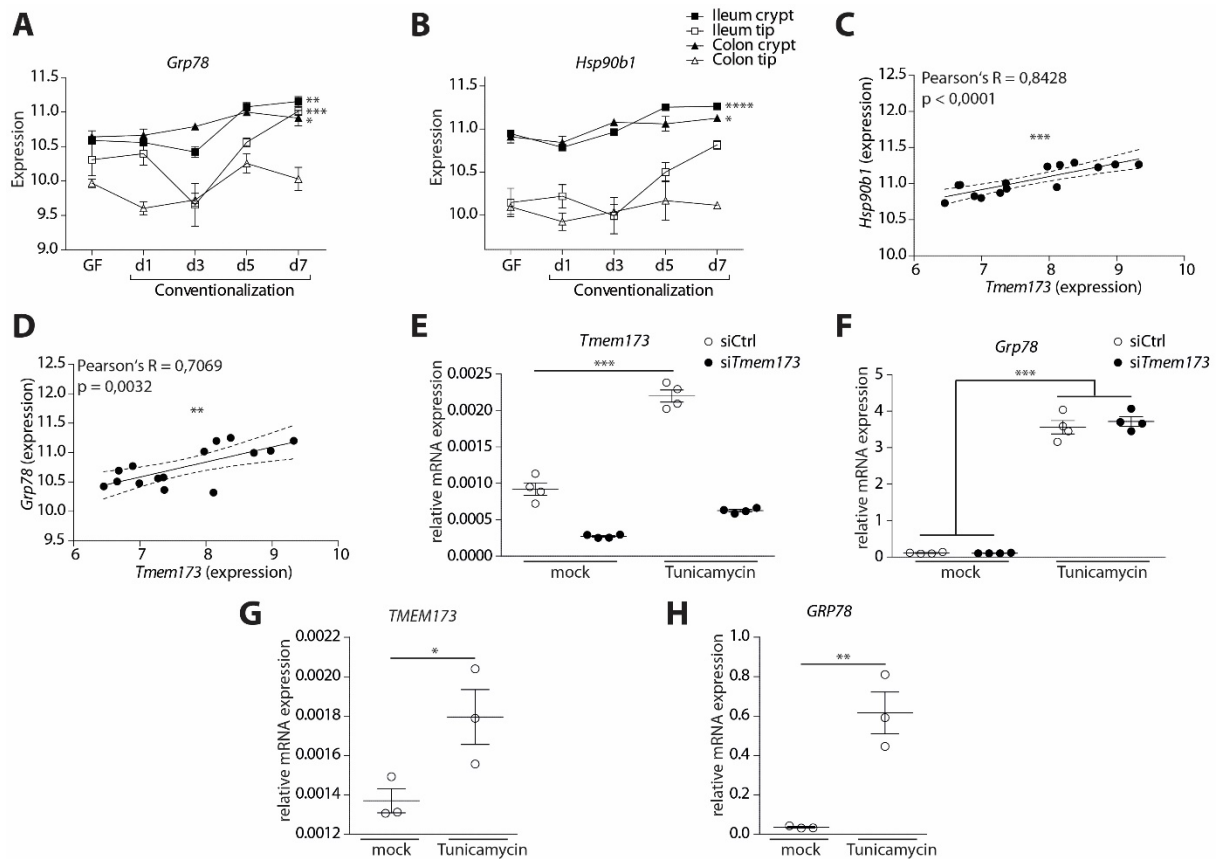 A
Grp78
Expression
11.5
11.0
10.5
10.0
9.5
9.0
**
***
*
GF d1 d3 d5 d7
Conventionalization
B
Hsp90b1
Ileum crypt
Ileum tip
Colon crypt
Colon tip
Expression
11.5
11.0
10.5
10.0
****
*
GF d1 d3 d5 d7
Conventionalization
C
Pearson's R = 0,8428
p < 0,0001
***
Hsp90b1 (expression)
12.0
11.5
11.0
10.5
10.0
6 7 8 9 10
Tmem173 (expression)
D
Pearson's R = 0,7069
p = 0,0032
**
Grp78 (expression)
12.0
11.5
11.0
10.5
10.0
9.5
6 7 8 9 10
Tmem173 (expression)
E
Tmem173
siCtrl
siTmem173
***
relative mRNA expression
0.0025
0.0020
0.0015
0.0010
0.0005
0.0000
mock Tunicamycin
F
Grp78
siCtrl
siTmem173
***
relative mRNA expression
5
4
3
2
1
0
mock Tunicamycin
G
TMEM173
*
relative mRNA expression
0.0022
0.0020
0.0018
0.0016
0.0014
0.0012
mock Tunicamycin
H
GRP78
**
relative mRNA expression
1.0
0.8
0.6
0.4
0.2
0.0
mock Tunicamycin